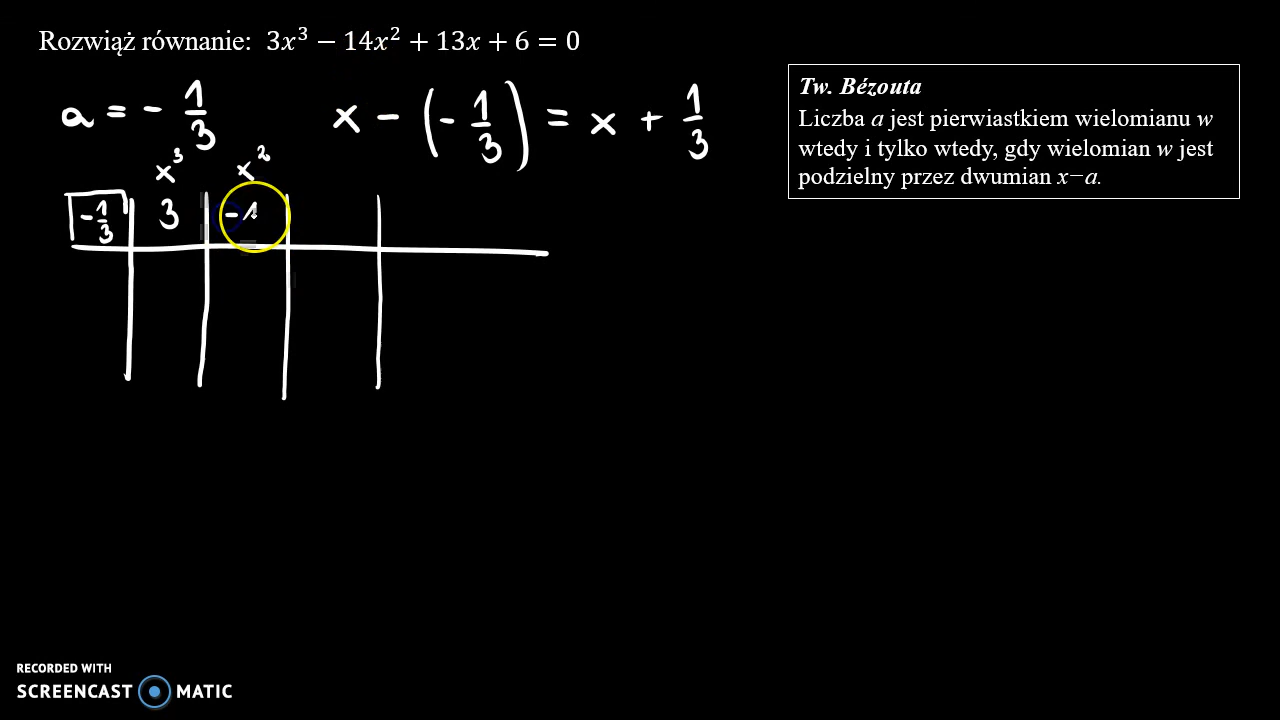 Rozwiąż równanie: 3x³ − 14x² + 13x + 6 = 0
a = - 1/3
x - (- 1/3) = x + 1/3
x³ x²
-1/3 3 -1
Tw. Bézouta
Liczba a jest pierwiastkiem wielomianu w
wtedy i tylko wtedy, gdy wielomian w jest
podzielny przez dwumian x−a.
RECORDED WITH
SCREENCAST MATIC